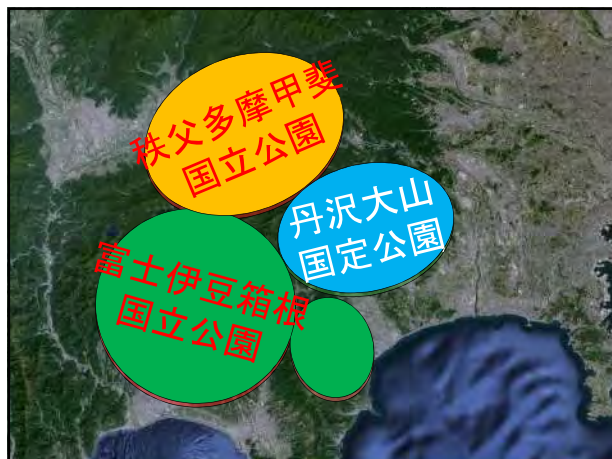 秩父多摩甲斐
国立公園
丹沢大山
国定公園
富士伊豆箱根
国立公園